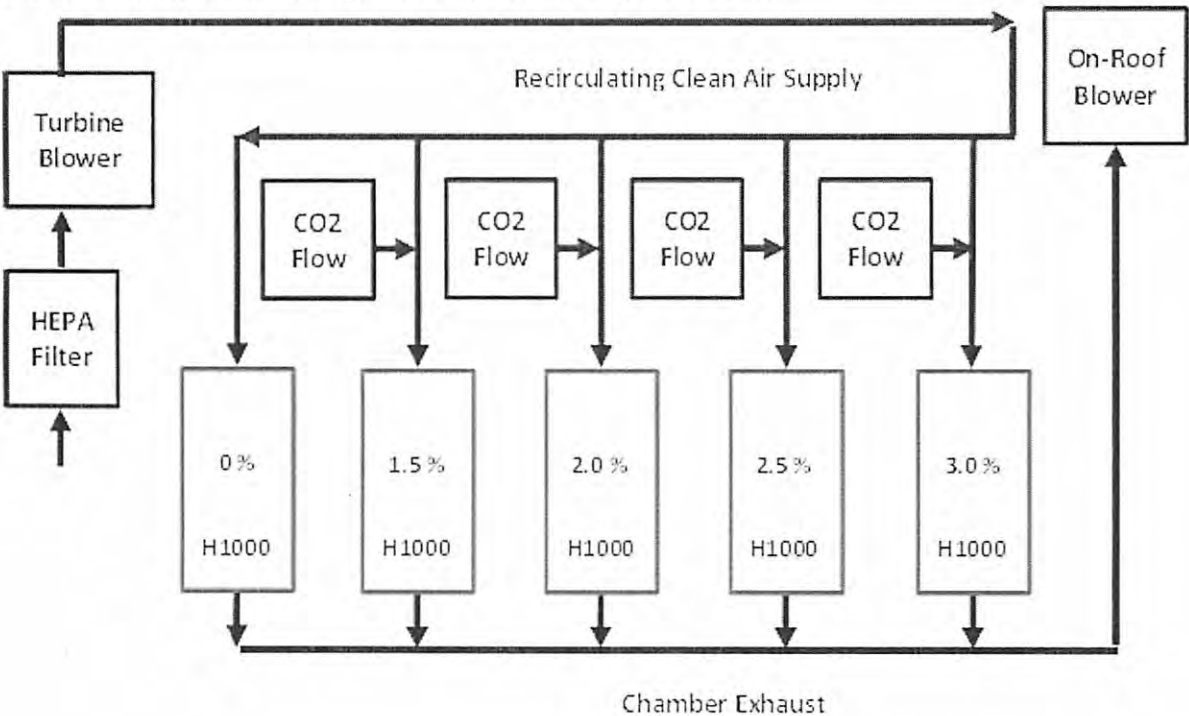 On-Roof
Blower
Recirculating Clean Air Supply
Turbine
Blower
CO2
Flow
CO2
Flow
CO2
Flow
CO2
Flow
HEPA
Filter
0 %
1.5 %
2.0 %
2.5 %
3.0 %
H1000
H1000
H1000
H1000
H1000
Chamber Exhaust